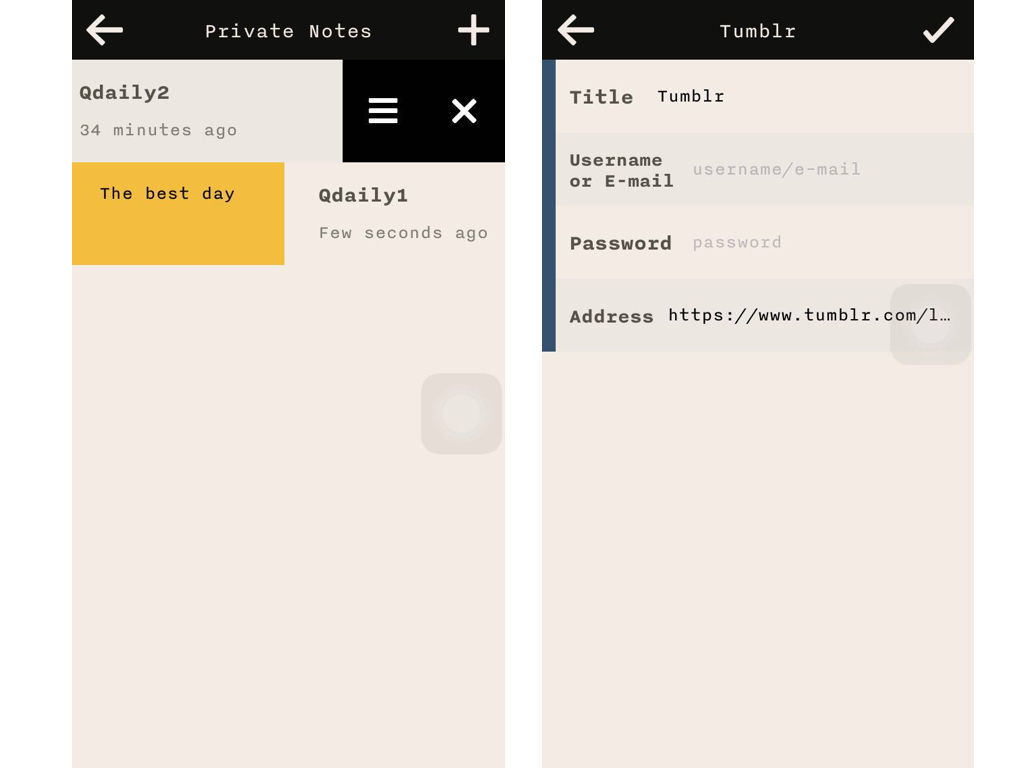 Private Notes
Qdaily2
34 minutes ago
The best day
Qdaily1
Few seconds ago
Tumblr
Title Tumblr
Username
or E-mail username/e-mail
Password password
Address https://www.tumblr.com/l…